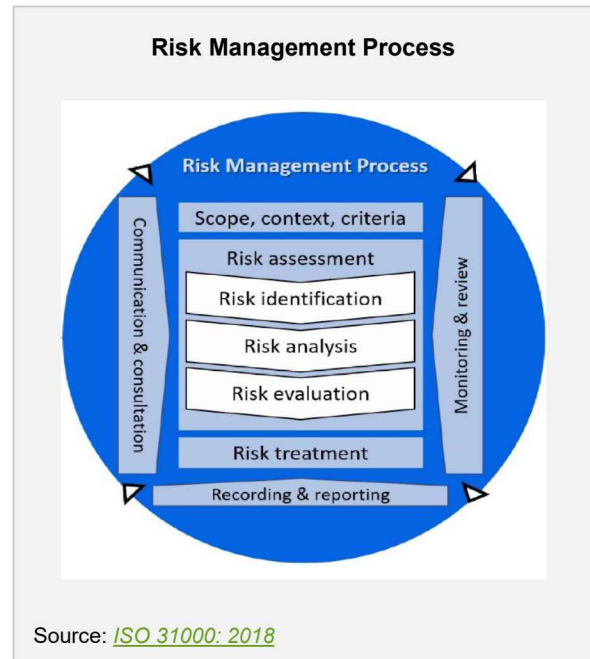 Risk Management Process
Risk Management Process
Scope, context, criteria
Risk assessment
Risk identification
Risk analysis
Risk evaluation
Risk treatment
Communication & consultation
Monitoring & review
Recording & reporting
Source: ISO 31000: 2018